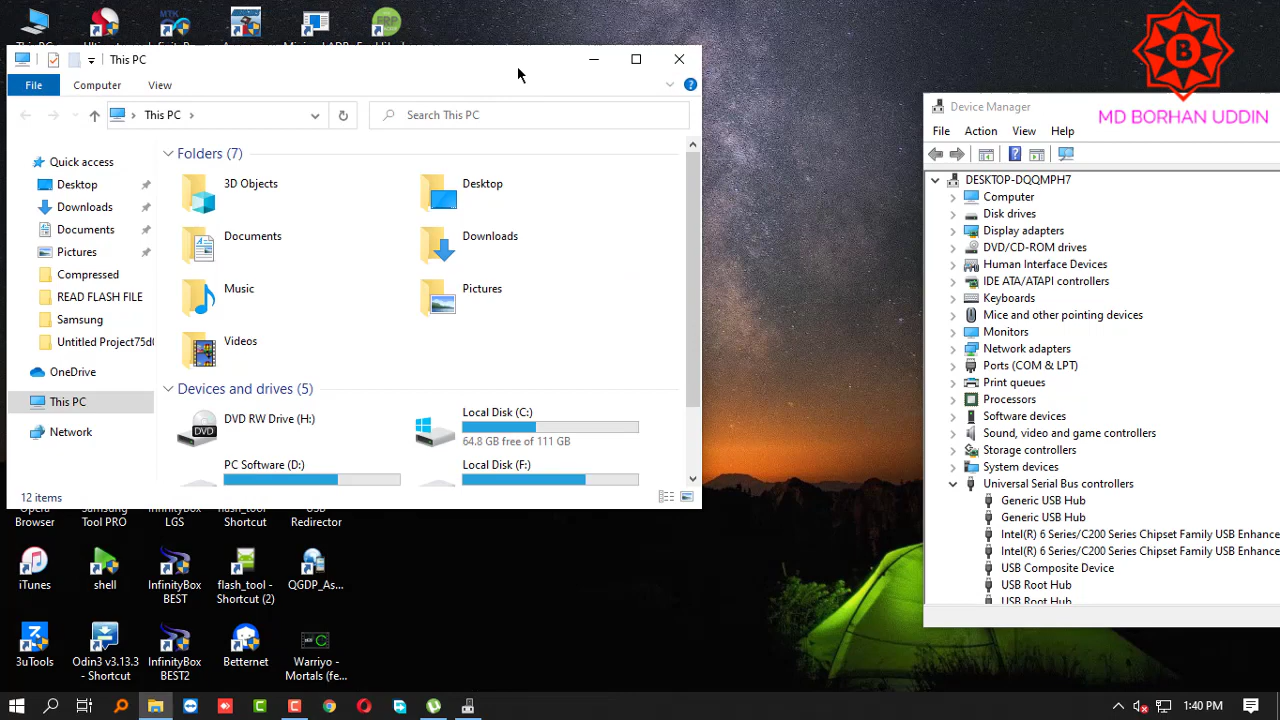 This PC
File
Computer
View
This PC
Search This PC
Quick access
Desktop
Downloads
Documents
Pictures
Compressed
READ FLASH FILE
Samsung
Untitled Project75d
OneDrive
This PC
Network
Folders (7)
3D Objects
Desktop
Documents
Downloads
Music
Pictures
Videos
Devices and drives (5)
DVD RW Drive (H:)
DVD
Local Disk (C:)
64.8 GB free of 111 GB
PC Software (D:)
Local Disk (F:)
12 items
B
MD BORHAN UDDIN
Device Manager
File
Action
View
Help
DESKTOP-DQQMPH7
Computer
Disk drives
Display adapters
DVD/CD-ROM drives
Human Interface Devices
IDE ATA/ATAPI controllers
Keyboards
Mice and other pointing devices
Monitors
Network adapters
Ports (COM & LPT)
Print queues
Processors
Software devices
Sound, video and game controllers
Storage controllers
System devices
Universal Serial Bus controllers
Generic USB Hub
Generic USB Hub
Intel(R) 6 Series/C200 Series Chipset Family USB Enhance
Intel(R) 6 Series/C200 Series Chipset Family USB Enhance
USB Composite Device
USB Root Hub
USB Root Hub
MTK
FRP
Browser
Tool PRO
InfinityBox
LGS
flash_tool
Shortcut
USB
Redirector
iTunes
shell
InfinityBox
BEST
flash_tool -
Shortcut (2)
QGDP_As...
3uTools
Odin3 v3.13.3
- Shortcut
InfinityBox
BEST2
Betternet
Warriyo -
Mortals (fe...
1:40 PM